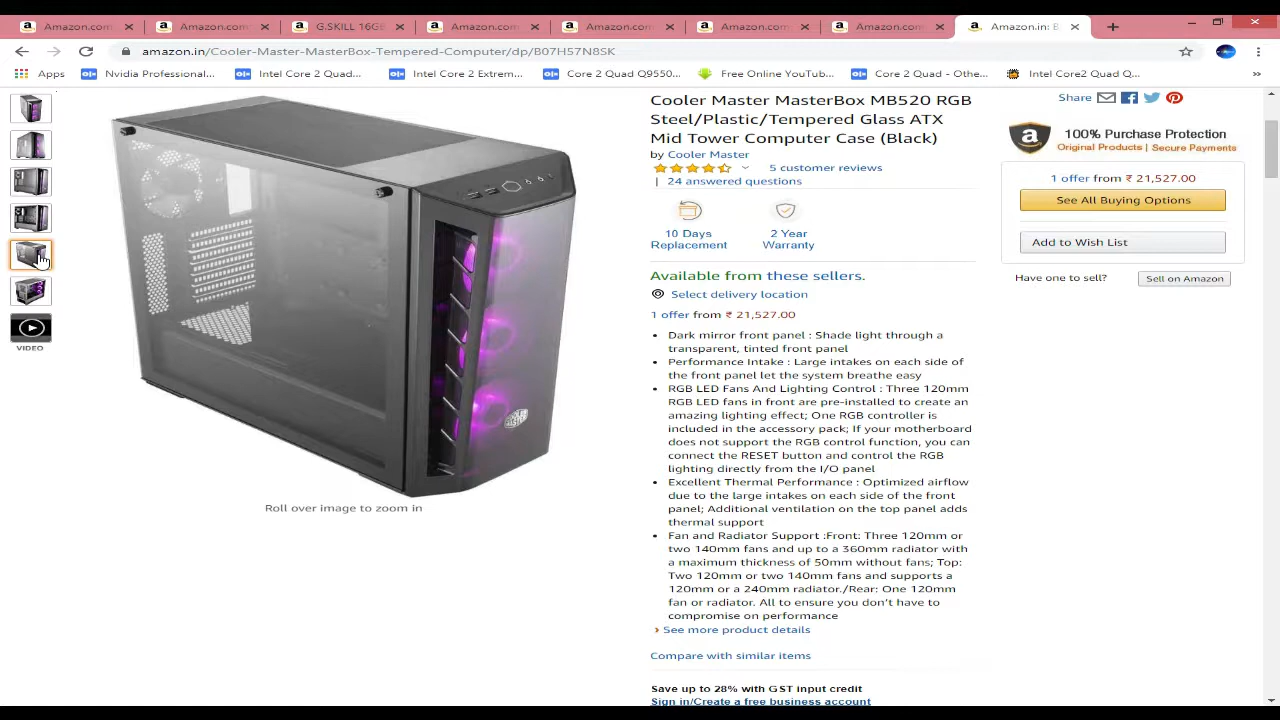 Amazon.com
Amazon.com
G.SKILL 16GB
Amazon.com
Amazon.com
Amazon.com
Amazon.com
Amazon.in: B
amazon.in/Cooler-Master-MasterBox-Tempered-Computer/dp/B07H57N8SK
Apps
Nvidia Professional...
Intel Core 2 Quad...
Intel Core 2 Extrem...
Core 2 Quad Q9550...
Free Online YouTub...
Core 2 Quad - Othe...
Intel Core2 Quad Q...
»
Cooler Master MasterBox MB520 RGB
Steel/Plastic/Tempered Glass ATX
Mid Tower Computer Case (Black)
by Cooler Master
5 customer reviews
| 24 answered questions
10 Days
Replacement
2 Year
Warranty
Available from these sellers.
Select delivery location
1 offer from ₹ 21,527.00
• Dark mirror front panel : Shade light through a
transparent, tinted front panel
• Performance Intake : Large intakes on each side of
the front panel let the system breathe easy
• RGB LED Fans And Lighting Control : Three 120mm
RGB LED fans in front are pre-installed to create an
amazing lighting effect; One RGB controller is
included in the accessory pack; If your motherboard
does not support the RGB control function, you can
connect the RESET button and control the RGB
lighting directly from the I/O panel
• Excellent Thermal Performance : Optimized airflow
due to the large intakes on each side of the front
panel; Additional ventilation on the top panel adds
thermal support
• Fan and Radiator Support :Front: Three 120mm or
two 140mm fans and up to a 360mm radiator with
a maximum thickness of 50mm without fans; Top:
Two 120mm or two 140mm fans and supports a
120mm or a 240mm radiator./Rear: One 120mm
fan or radiator. All to ensure you don't have to
compromise on performance
› See more product details
Compare with similar items
Save up to 28% with GST input credit
Sign in/Create a free business account
VIDEO
Roll over image to zoom in
Share
100% Purchase Protection
Original Products | Secure Payments
1 offer from ₹ 21,527.00
See All Buying Options
Add to Wish List
Have one to sell?
Sell on Amazon